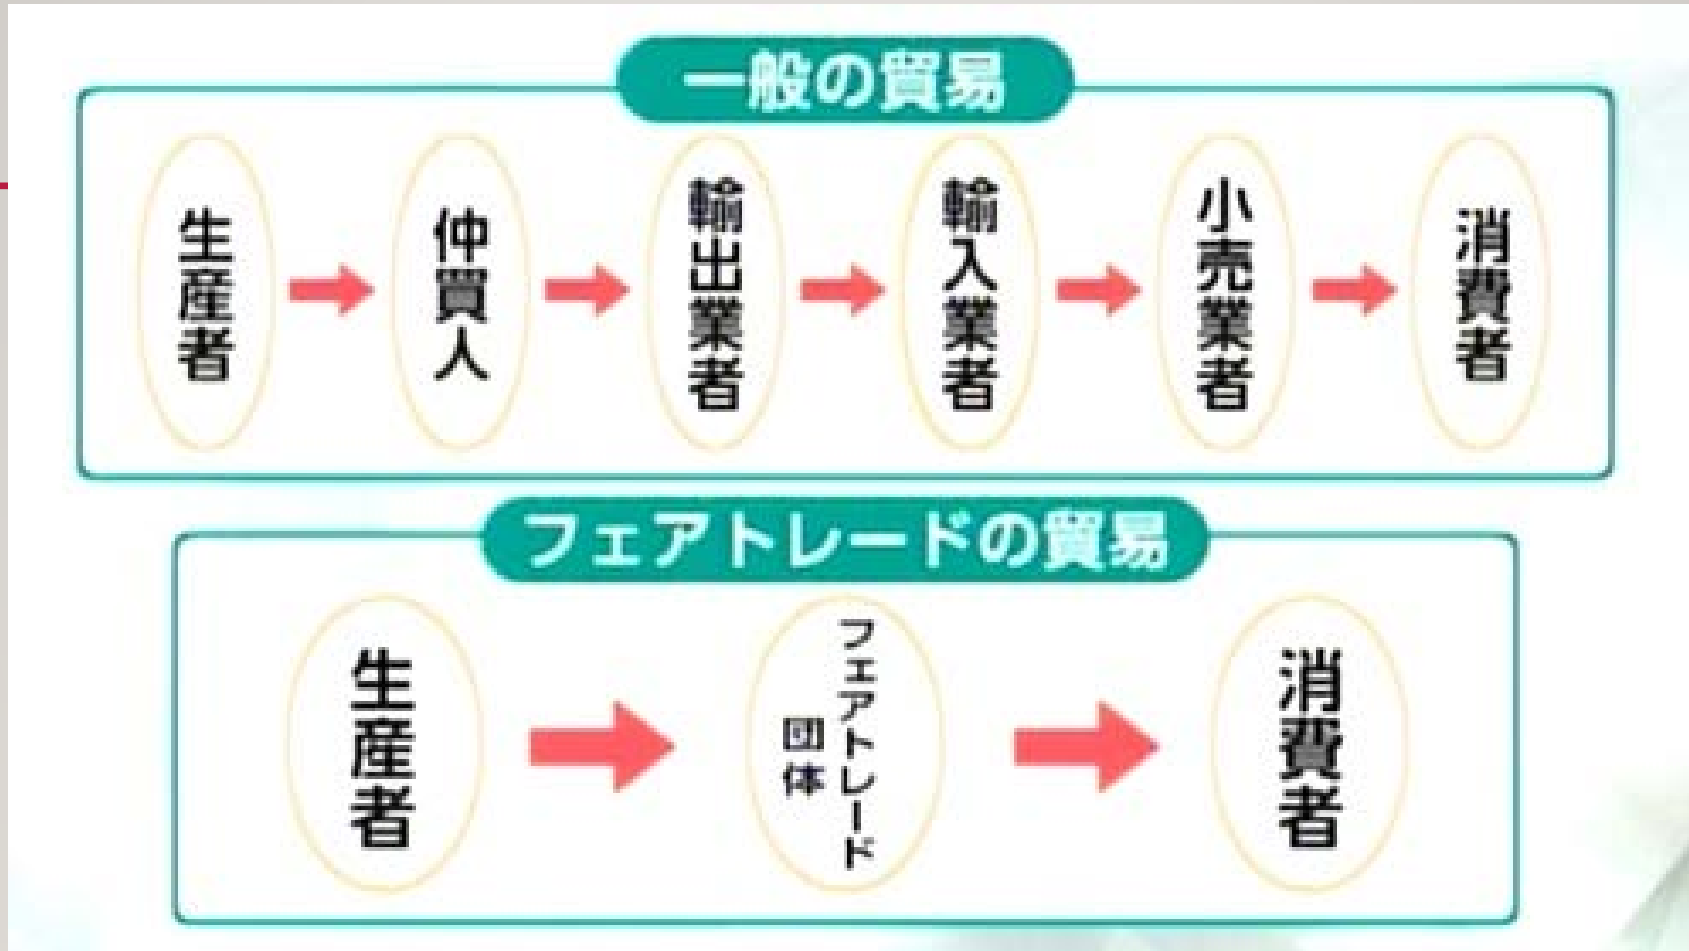 一般の貿易
生産者
仲買人
輸出業者
輸入業者
小売業者
消費者
フェアトレードの貿易
生産者
フェアトレード
団体
消費者